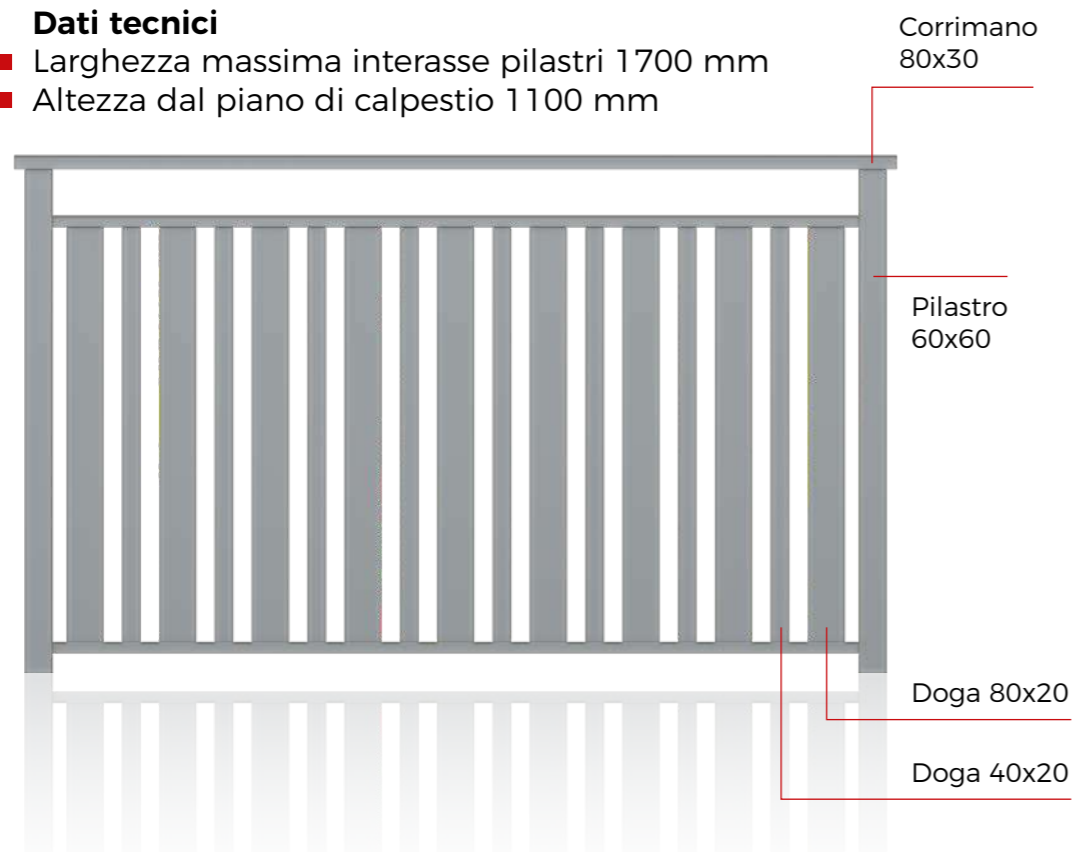 Dati tecnici
Larghezza massima interasse pilastri 1700 mm
Altezza dal piano di calpestio 1100 mm
Corrimano
80x30
Pilastro
60x60
Doga 80x20
Doga 40x20